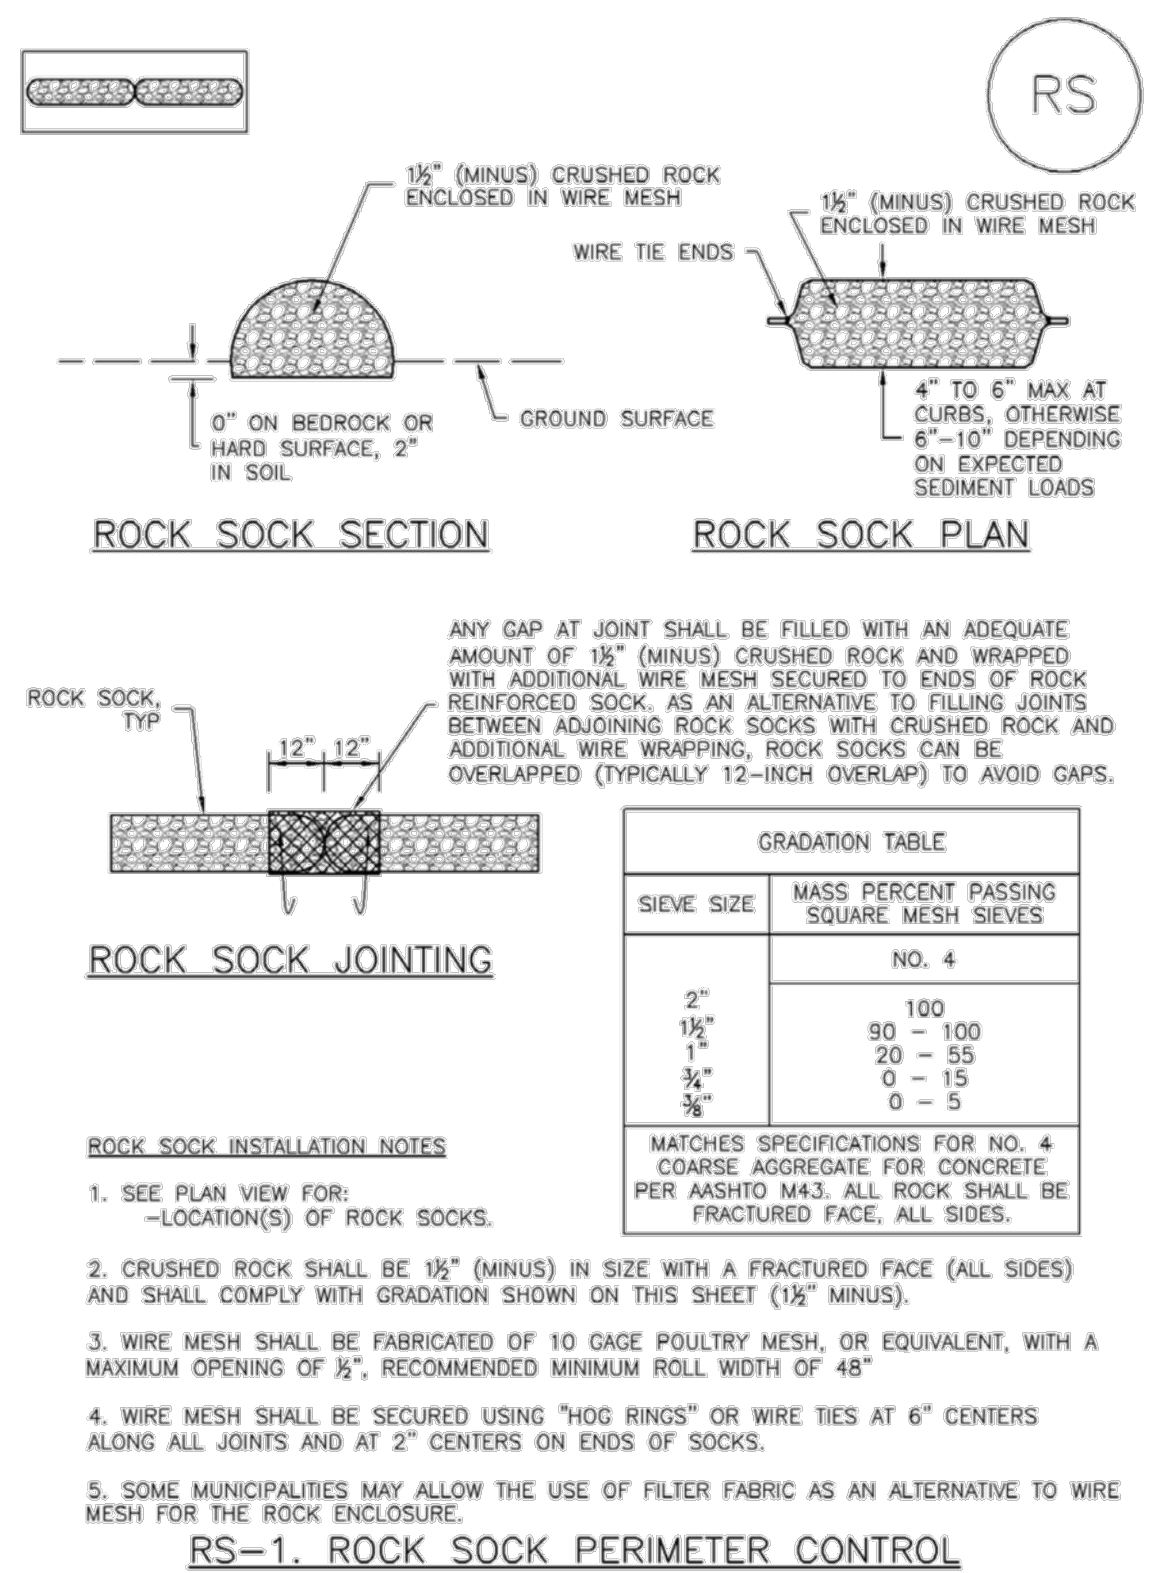 RS
1½" (MINUS) CRUSHED ROCK
ENCLOSED IN WIRE MESH
1½" (MINUS) CRUSHED ROCK
ENCLOSED IN WIRE MESH
WIRE TIE ENDS
0" ON BEDROCK OR
HARD SURFACE, 2"
IN SOIL
GROUND SURFACE
4" TO 6" MAX AT
CURBS, OTHERWISE
6"-10" DEPENDING
ON EXPECTED
SEDIMENT LOADS
ROCK SOCK SECTION
ROCK SOCK PLAN
ANY GAP AT JOINT SHALL BE FILLED WITH AN ADEQUATE
AMOUNT OF 1½" (MINUS) CRUSHED ROCK AND WRAPPED
WITH ADDITIONAL WIRE MESH SECURED TO ENDS OF ROCK
REINFORCED SOCK. AS AN ALTERNATIVE TO FILLING JOINTS
BETWEEN ADJOINING ROCK SOCKS WITH CRUSHED ROCK AND
ADDITIONAL WIRE WRAPPING, ROCK SOCKS CAN BE
OVERLAPPED (TYPICALLY 12-INCH OVERLAP) TO AVOID GAPS.
ROCK SOCK,
TYP
12" 12"
ROCK SOCK JOINTING
GRADATION TABLE
SIEVE SIZE
MASS PERCENT PASSING
SQUARE MESH SIEVES
NO. 4
2" 100
1½" 90 - 100
1" 20 - 55
¾" 0 - 15
⅜" 0 - 5
MATCHES SPECIFICATIONS FOR NO. 4
COARSE AGGREGATE FOR CONCRETE
PER AASHTO M43. ALL ROCK SHALL BE
FRACTURED FACE, ALL SIDES.
ROCK SOCK INSTALLATION NOTES
1. SEE PLAN VIEW FOR:
-LOCATION(S) OF ROCK SOCKS.
2. CRUSHED ROCK SHALL BE 1½" (MINUS) IN SIZE WITH A FRACTURED FACE (ALL SIDES)
AND SHALL COMPLY WITH GRADATION SHOWN ON THIS SHEET (1½" MINUS).
3. WIRE MESH SHALL BE FABRICATED OF 10 GAGE POULTRY MESH, OR EQUIVALENT, WITH A
MAXIMUM OPENING OF ½", RECOMMENDED MINIMUM ROLL WIDTH OF 48"
4. WIRE MESH SHALL BE SECURED USING "HOG RINGS" OR WIRE TIES AT 6" CENTERS
ALONG ALL JOINTS AND AT 2" CENTERS ON ENDS OF SOCKS.
5. SOME MUNICIPALITIES MAY ALLOW THE USE OF FILTER FABRIC AS AN ALTERNATIVE TO WIRE
MESH FOR THE ROCK ENCLOSURE.
RS-1. ROCK SOCK PERIMETER CONTROL